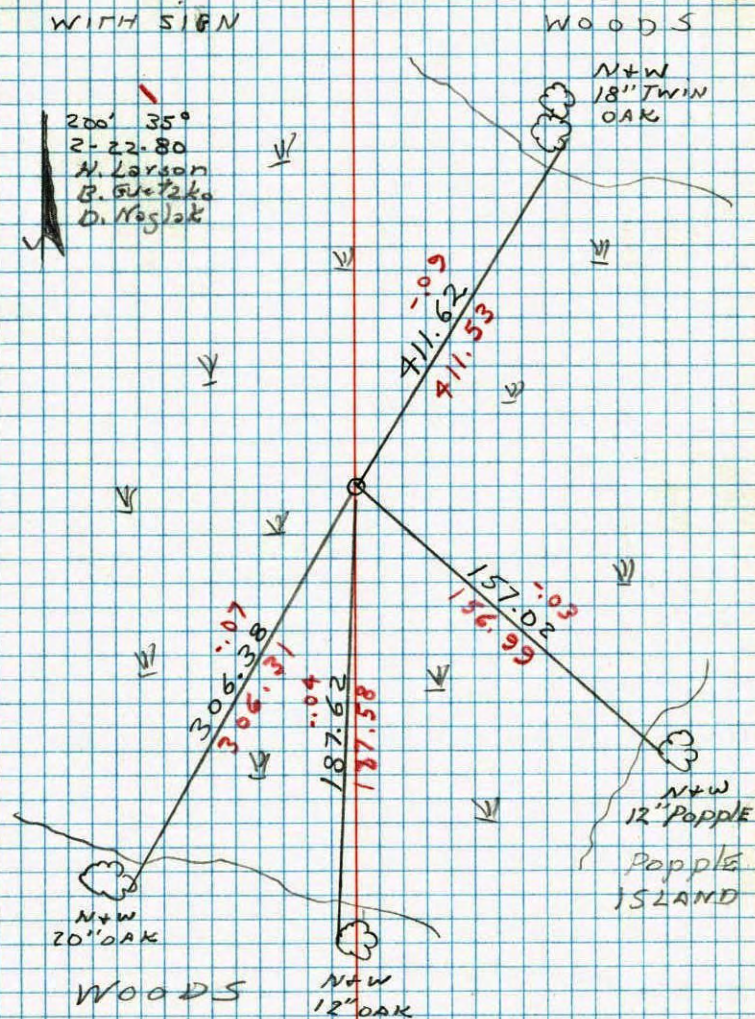 WITH SIGN
WOODS
N+W
18" TWIN
OAK
200' 35°
2-22-80
N. Larson
B. Guetzko
D. Noglak
-.09
411.62
411.53
157.02
-.03
156.99
-.07
306.38
306.31
-.04
187.62
187.58
N+W
12" Popple
Popple
ISLAND
N+W
20" OAK
WOODS
N+W
12" OAK